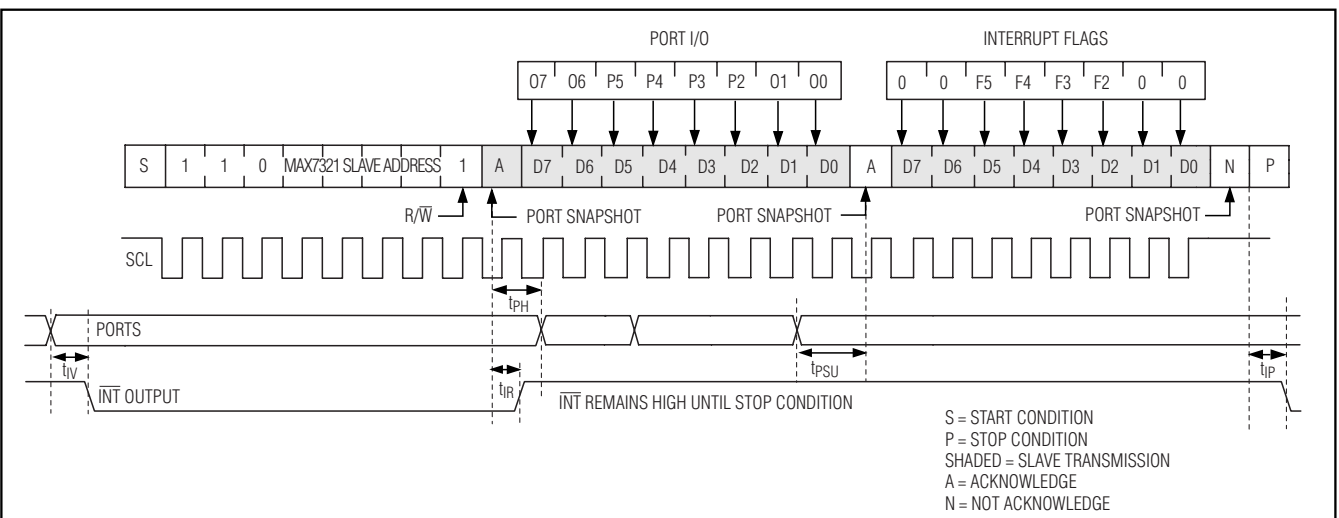 PORT I/O INTERRUPT FLAGS
O7 O6 P5 P4 P3 P2 O1 O0 0 0 F5 F4 F3 F2 0 0
S 1 1 0 MAX7321 SLAVE ADDRESS 1 A D7 D6 D5 D4 D3 D2 D1 D0 A D7 D6 D5 D4 D3 D2 D1 D0 N P
R/W̅ PORT SNAPSHOT PORT SNAPSHOT PORT SNAPSHOT
SCL
tPH
PORTS
tIV tIR tPSU tIP
I̅N̅T̅ OUTPUT I̅N̅T̅ REMAINS HIGH UNTIL STOP CONDITION
S = START CONDITION
P = STOP CONDITION
SHADED = SLAVE TRANSMISSION
A = ACKNOWLEDGE
N = NOT ACKNOWLEDGE